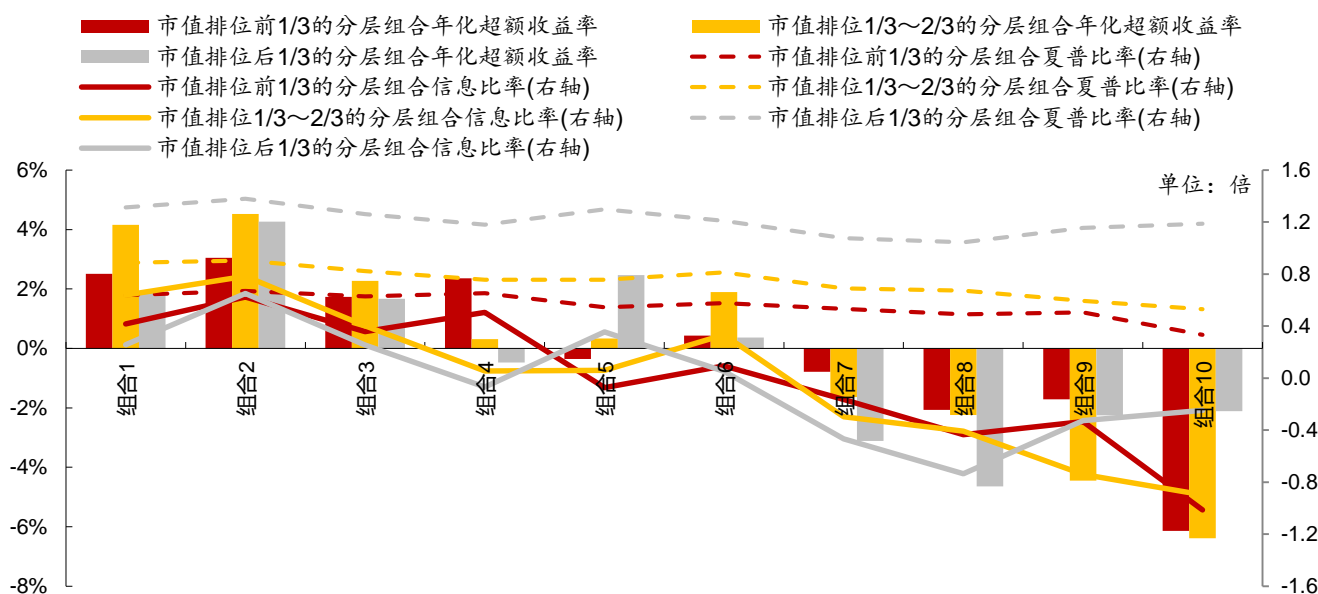 市值排位前1/3的分层组合年化超额收益率
市值排位1/3～2/3的分层组合年化超额收益率
市值排位后1/3的分层组合年化超额收益率
市值排位前1/3的分层组合夏普比率(右轴)
市值排位前1/3的分层组合信息比率(右轴)
市值排位1/3～2/3的分层组合夏普比率(右轴)
市值排位1/3～2/3的分层组合信息比率(右轴)
市值排位后1/3的分层组合夏普比率(右轴)
市值排位后1/3的分层组合信息比率(右轴)
单位：倍
6%
4%
2%
0%
-2%
-4%
-6%
-8%
组合1
组合2
组合3
组合4
组合5
组合6
组合7
组合8
组合9
组合10
1.6
1.2
0.8
0.4
0.0
-0.4
-0.8
-1.2
-1.6